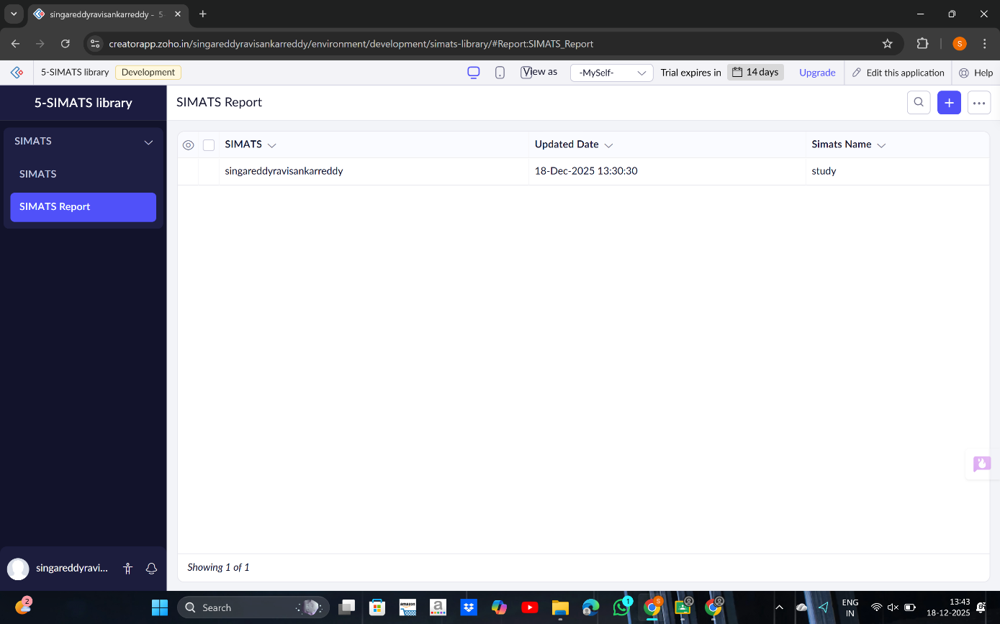 singareddyravisankarreddy - 5-
creatorapp.zoho.in/singareddyravisankarreddy/environment/development/simats-library/#Report:SIMATS_Report
S
5-SIMATS library
Development
View as
-MySelf-
Trial expires in
14 days
Upgrade
Edit this application
Help
5-SIMATS library
SIMATS Report
SIMATS
SIMATS
SIMATS Report
SIMATS
Updated Date
Simats Name
singareddyravisankarreddy
18-Dec-2025 13:30:30
study
Showing 1 of 1
singareddyravi...
2
Search
amazon
a
1
S
ENG
IN
13:43
18-12-2025